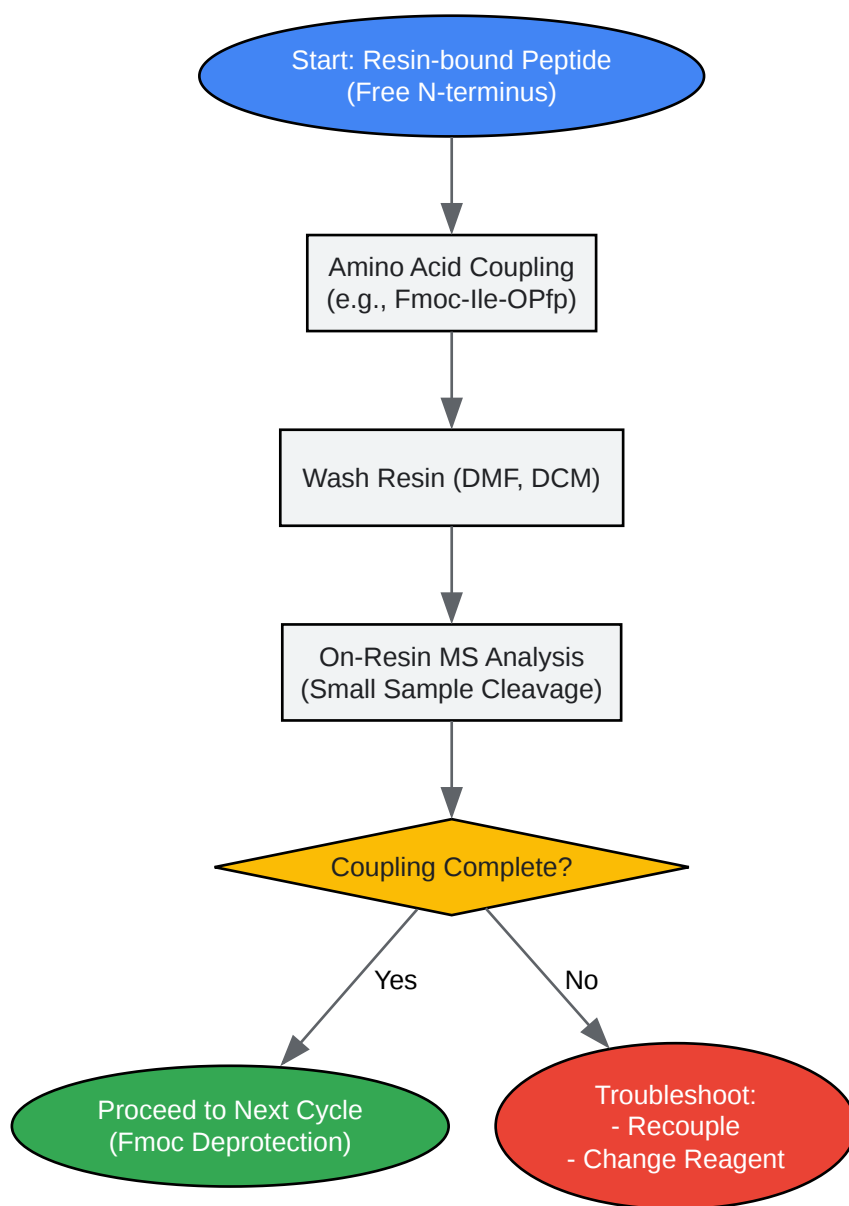 Start: Resin-bound Peptide
(Free N-terminus)
Amino Acid Coupling
(e.g., Fmoc-Ile-OPfp)
Wash Resin (DMF, DCM)
On-Resin MS Analysis
(Small Sample Cleavage)
Coupling Complete?
Yes
No
Proceed to Next Cycle
(Fmoc Deprotection)
Troubleshoot:
- Recouple
- Change Reagent